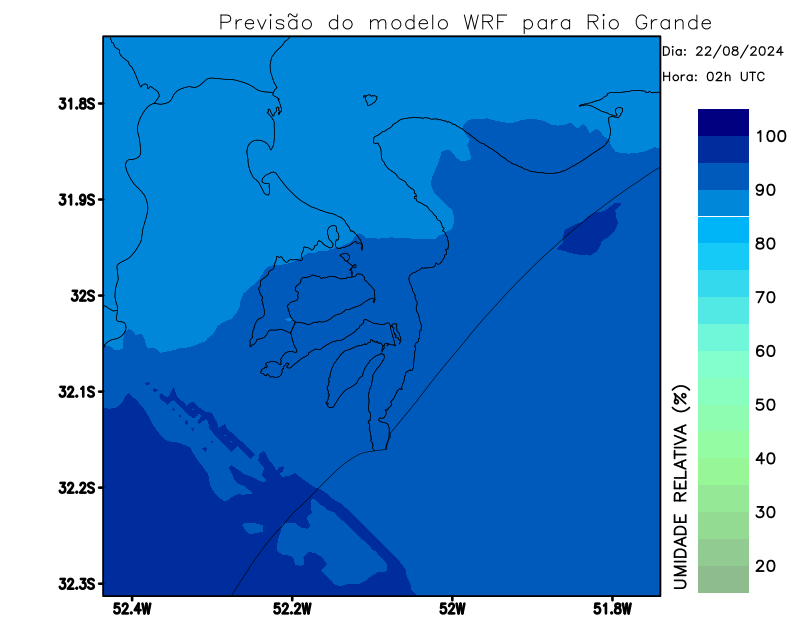 Previsão do modelo WRF para Rio Grande
Dia: 22/08/2024
Hora: 02h UTC
31.8S
31.9S
32S
32.1S
32.2S
32.3S
52.4W
52.2W
52W
51.8W
100
90
80
70
60
50
40
30
20
UMIDADE RELATIVA (%)